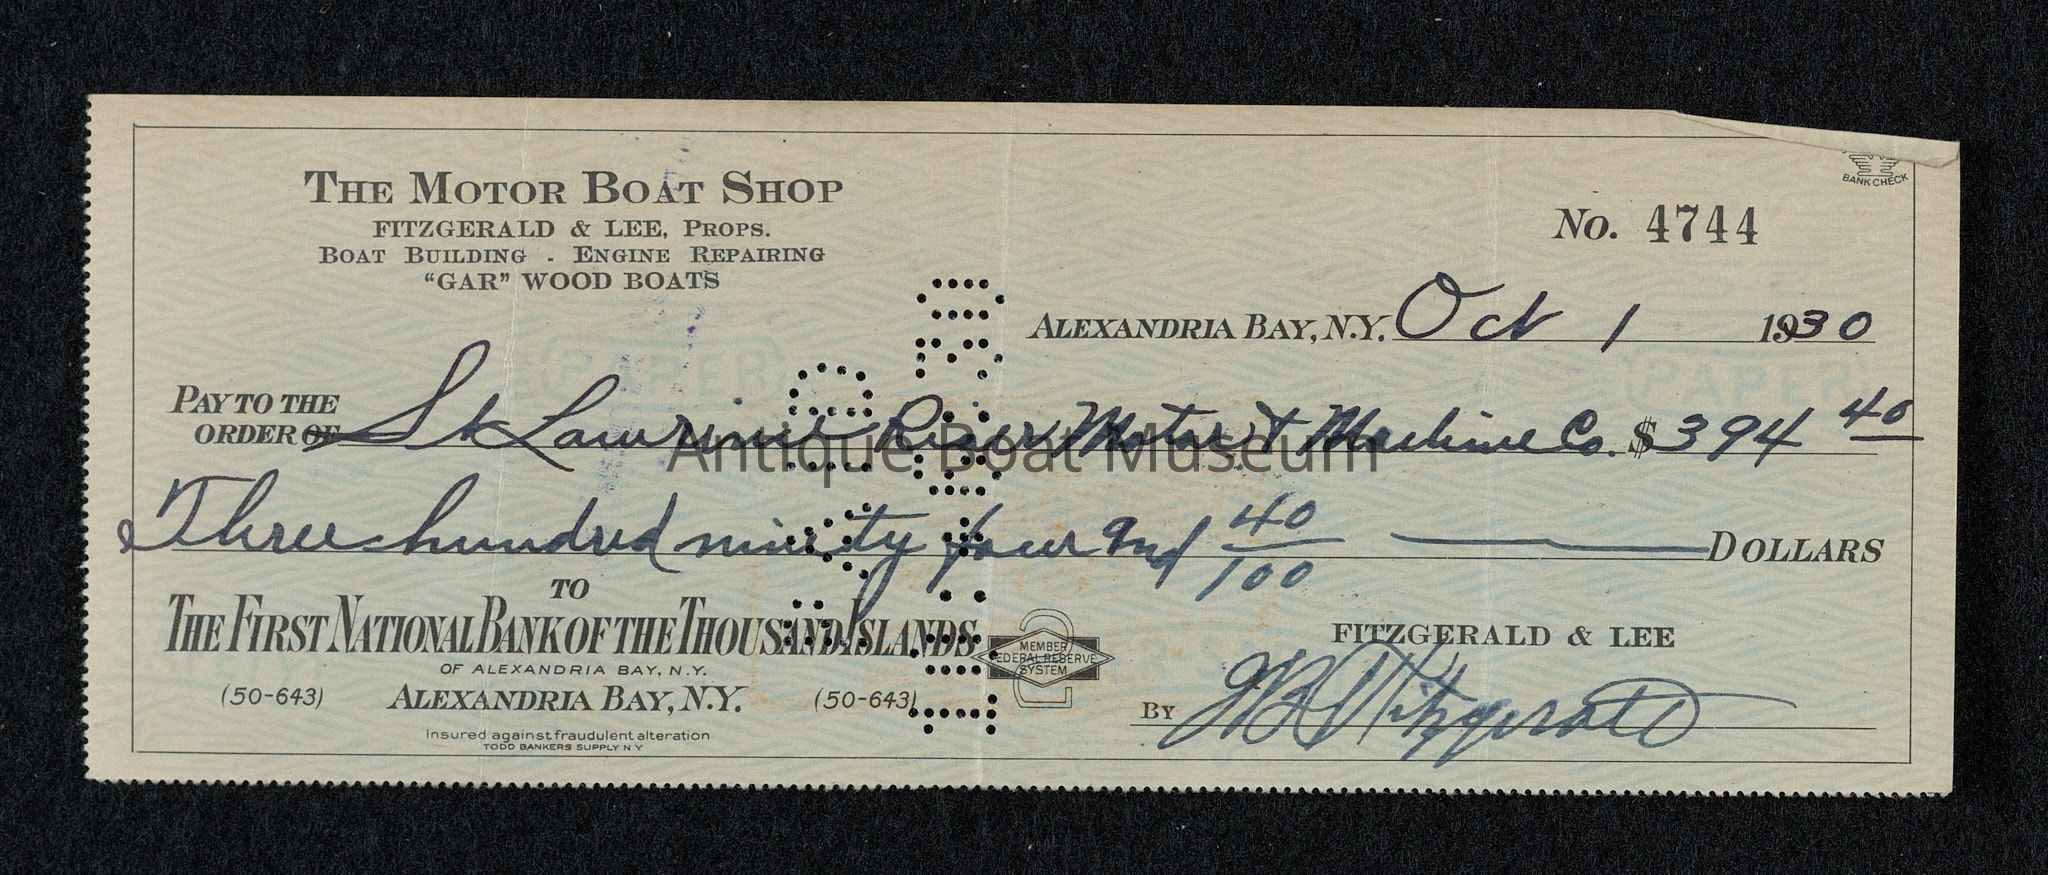 THE MOTOR BOAT SHOP
FITZGERALD & LEE, PROPS.
BOAT BUILDING - ENGINE REPAIRING
"GAR" WOOD BOATS
BANK CHECK
No. 4744
ALEXANDRIA BAY, N.Y. Oct 1 1930
PAY TO THE
ORDER OF St Lawrence River Motor & Machine Co. $394 40
Antique Boat Museum
Three hundred ninety four and 40/100 DOLLARS
TO
THE FIRST NATIONAL BANK OF THE THOUSAND ISLANDS
OF ALEXANDRIA BAY, N.Y.
(50-643) ALEXANDRIA BAY, N.Y. (50-643)
Insured against fraudulent alteration
TODD BANKERS SUPPLY N Y
MEMBER
FEDERAL RESERVE
SYSTEM
2
FITZGERALD & LEE
BY Fitzgerald